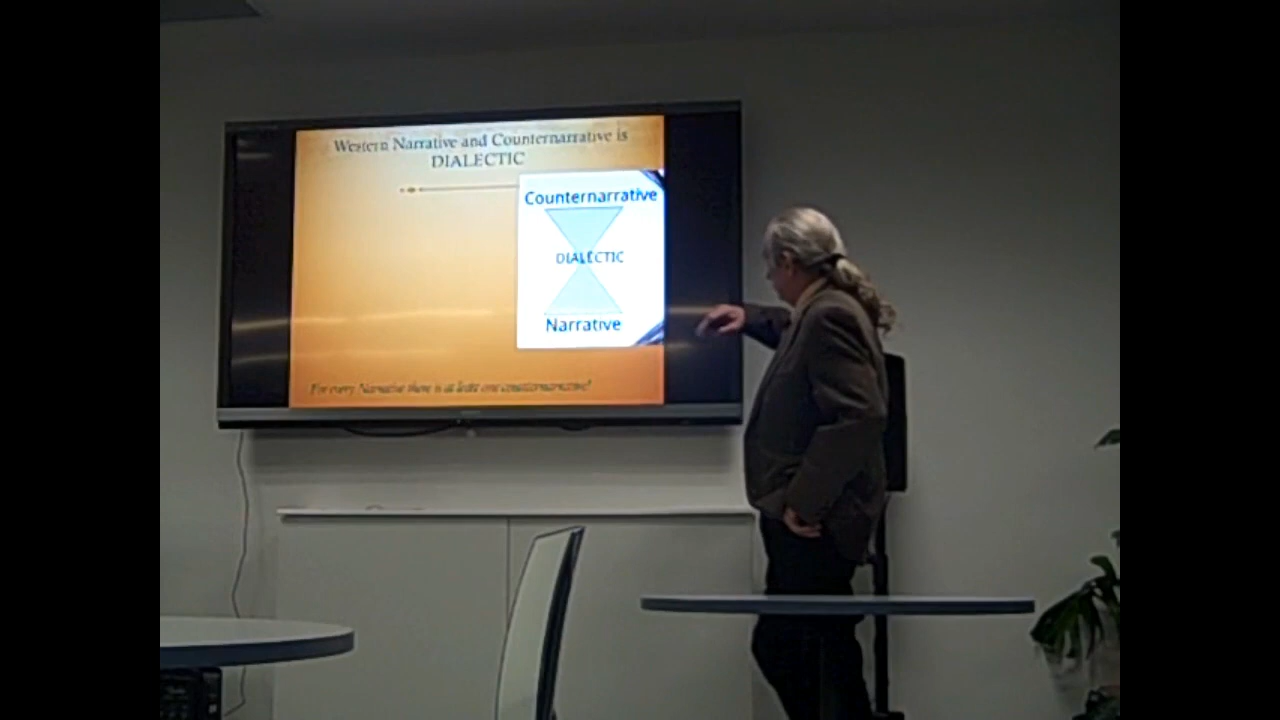 Western Narrative and Counternarrative is
DIALECTIC
Counternarrative
DIALECTIC
Narrative
For every Narrative there is at least one counternarrative!